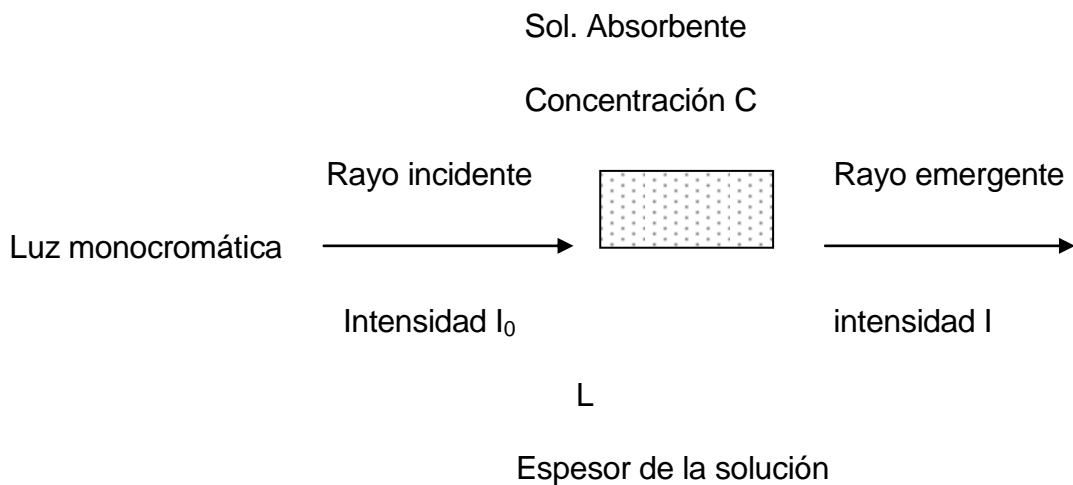 Sol. Absorbente
Concentración C
Rayo incidente
Rayo emergente
Luz monocromática
Intensidad I₀
intensidad I
L
Espesor de la solución